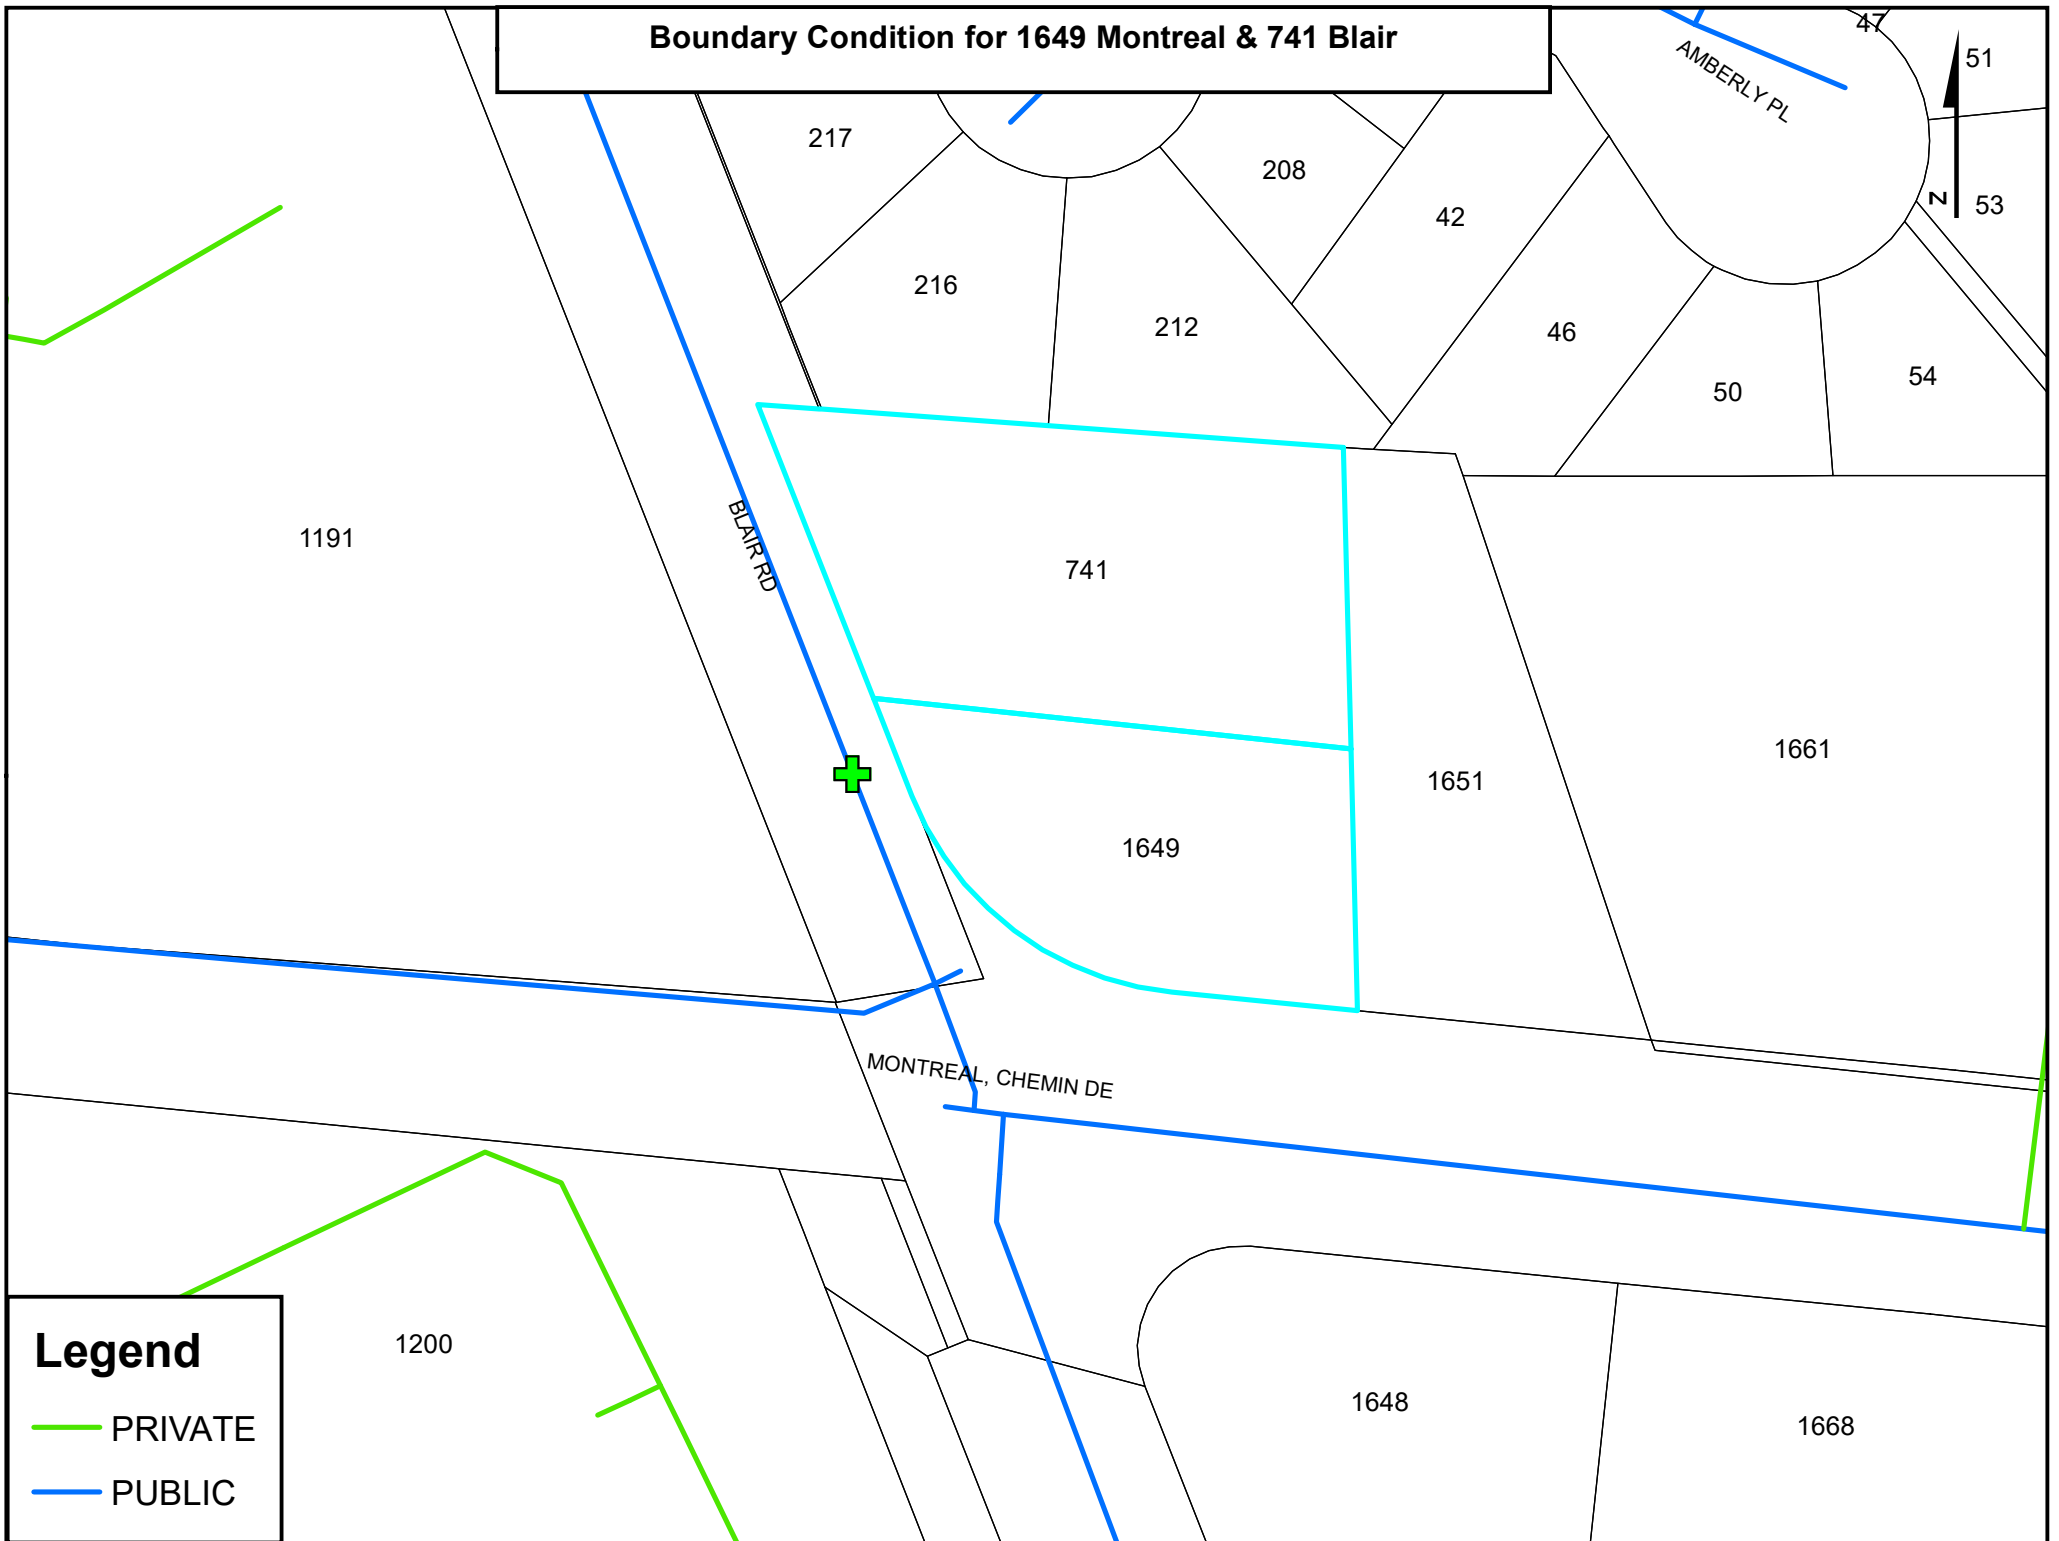 Boundary Condition for 1649 Montreal & 741 Blair
47
51
AMBERLY PL
217
208
42
Z
53
216
212
46
50
54
BLAIR RD
1191
741
1661
1651
1649
MONTREAL, CHEMIN DE
1200
1648
1668
Legend
PRIVATE
PUBLIC